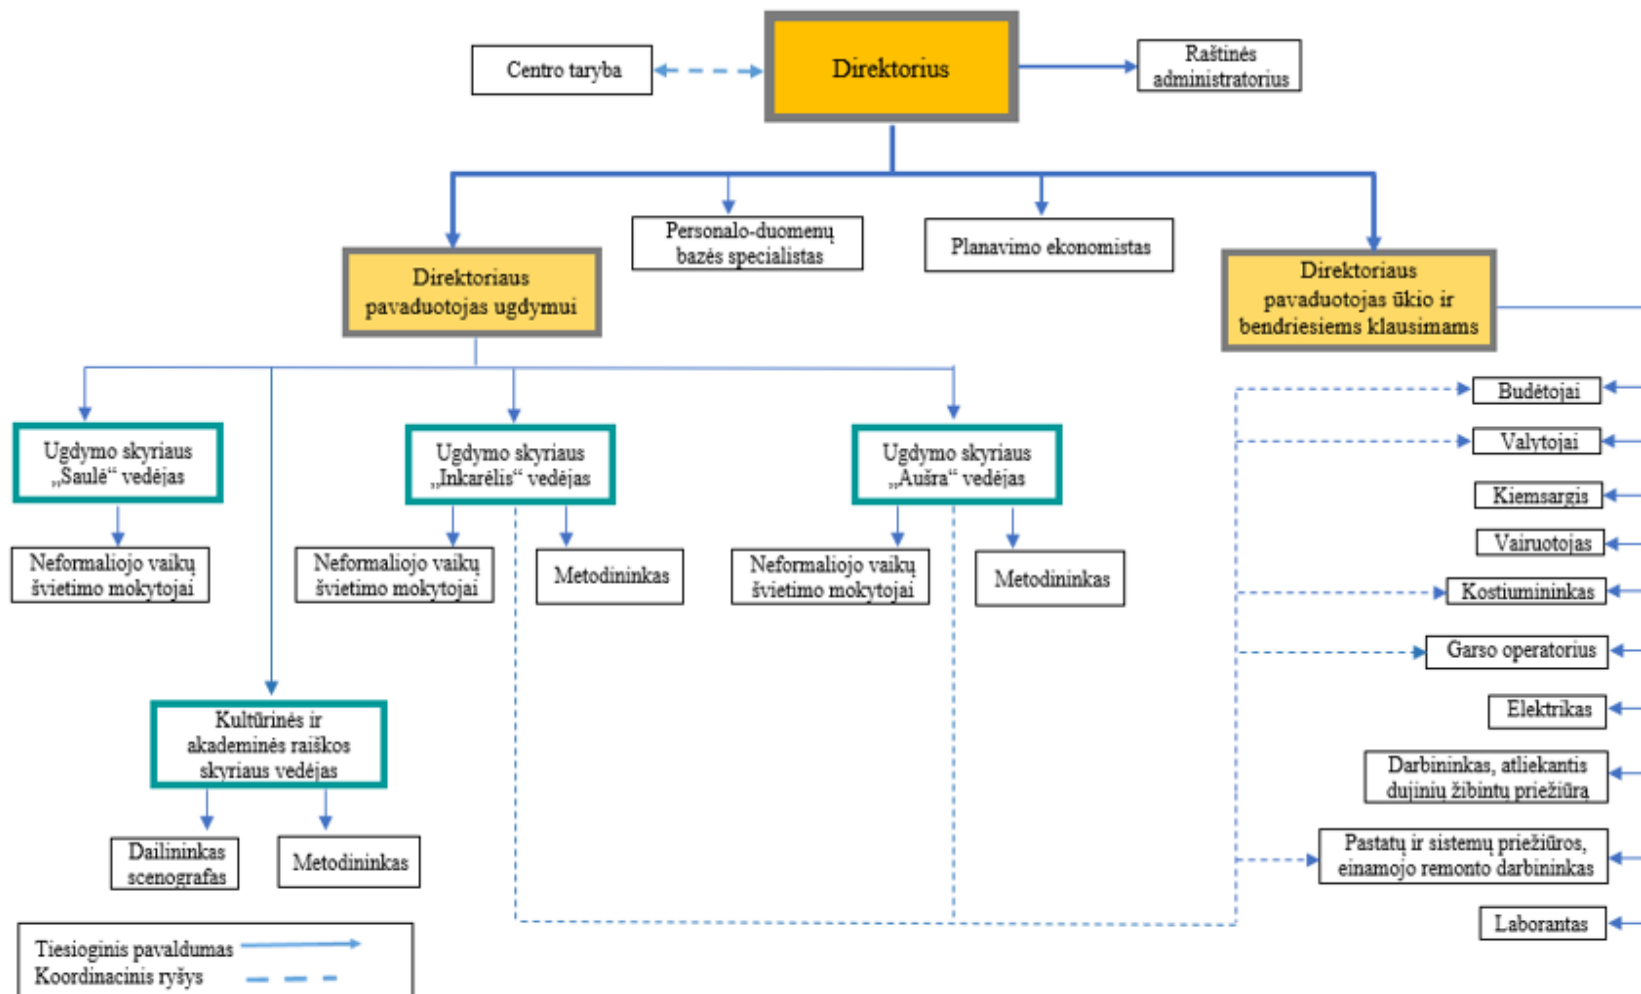 Centro taryba
Direktorius
Raštinės
administratorius
Personalo-duomenų
bazės specialistas
Planavimo ekonomistas
Direktoriaus
pavaduotojas ugdymui
Direktoriaus
pavaduotojas ūkio ir
bendriesiems klausimams
Ugdymo skyriaus
„Saulė“ vedėjas
Ugdymo skyriaus
„Inkarėlis“ vedėjas
Ugdymo skyriaus
„Aušra“ vedėjas
Neformaliojo vaikų
švietimo mokytojai
Neformaliojo vaikų
švietimo mokytojai
Metodininkas
Neformaliojo vaikų
švietimo mokytojai
Metodininkas
Kultūrinės ir
akademinės raiškos
skyriaus vedėjas
Dailininkas
scenografas
Metodininkas
Budėtojai
Valytojai
Kiemsargis
Vairuotojas
Kostiumininkas
Garso operatorius
Elektrikas
Darbininkas, atliekantis
dujinių žibintų priežiūrą
Pastatų ir sistemų priežiūros,
einamojo remonto darbininkas
Laborantas
Tiesioginis pavaldumas
Koordinacinis ryšys